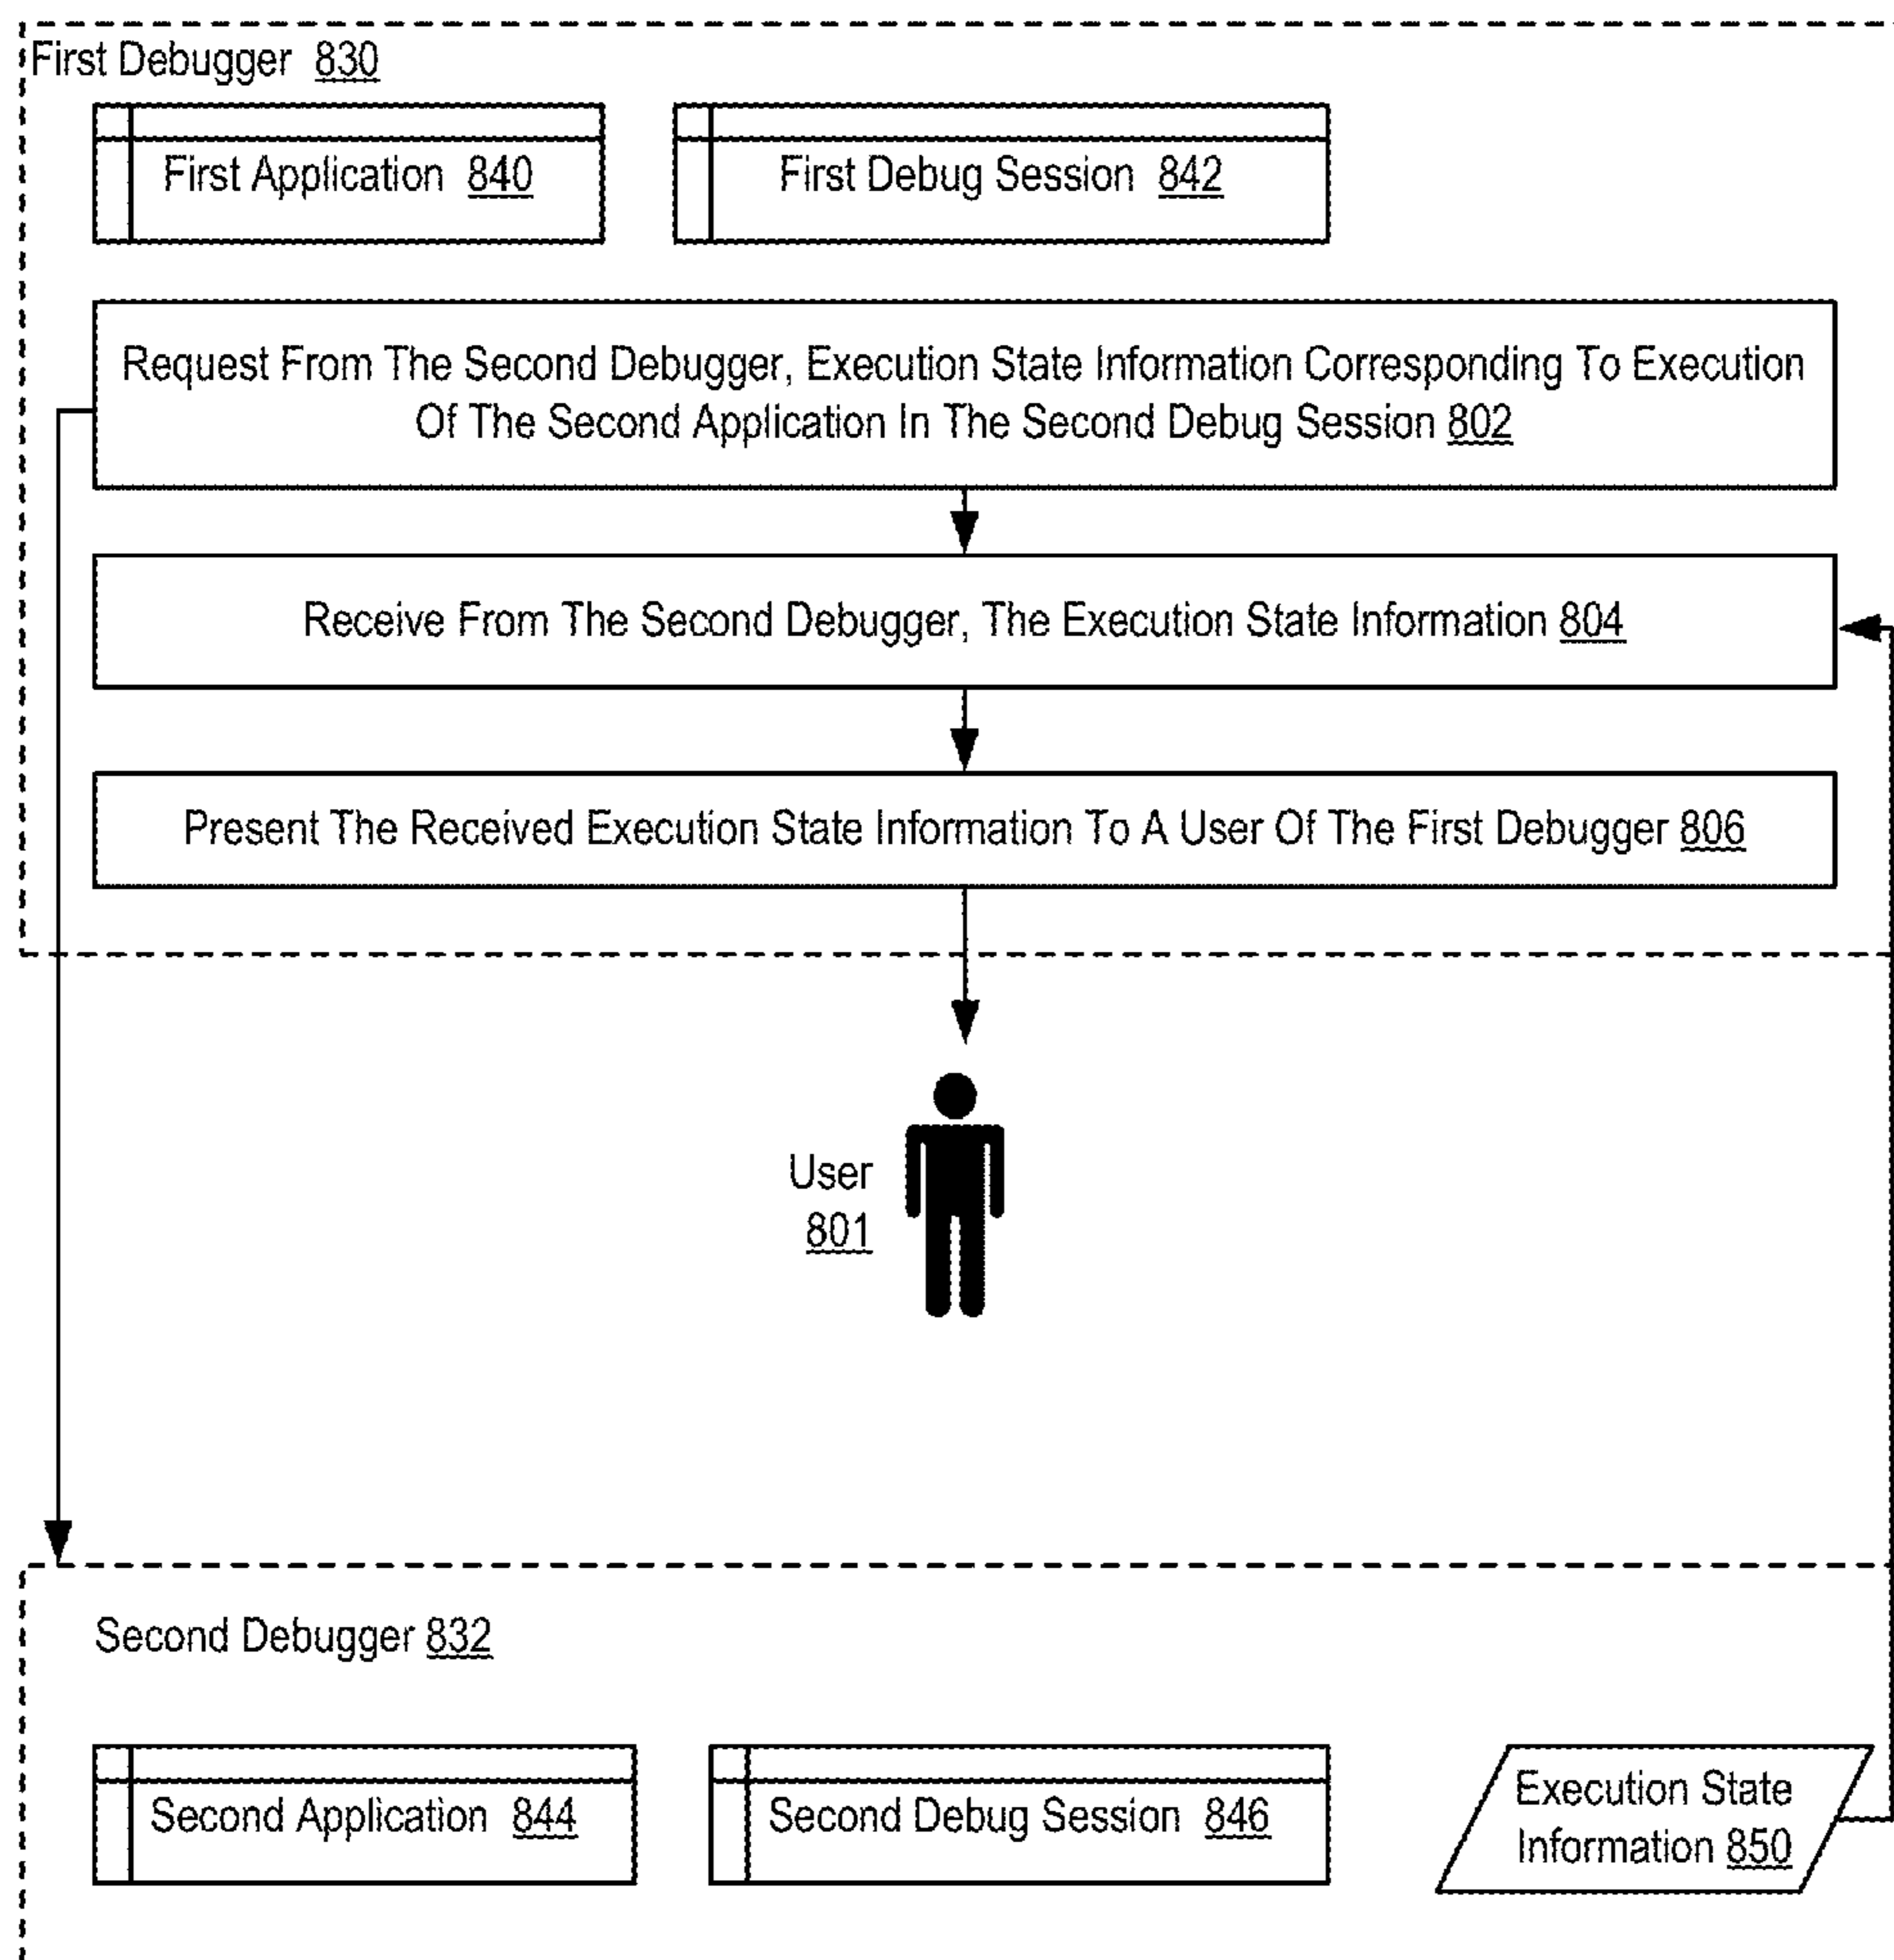 First Debugger 830
First Application 840
First Debug Session 842
Request From The Second Debugger, Execution State Information Corresponding To Execution
Of The Second Application In The Second Debug Session 802
Receive From The Second Debugger, The Execution State Information 804
Present The Received Execution State Information To A User Of The First Debugger 806
User
801
Second Debugger 832
Second Application 844
Second Debug Session 846
Execution State
Information 850